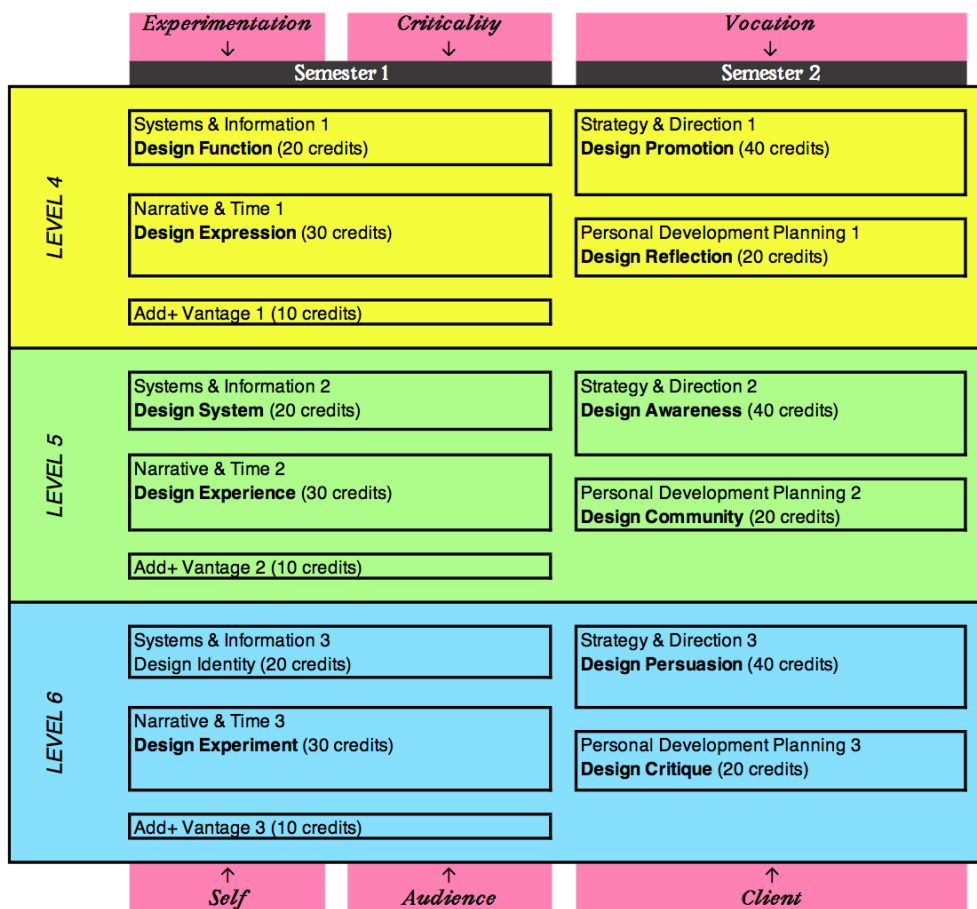 Experimentation
Criticality
Vocation
↓
↓
↓
Semester 1
Semester 2
LEVEL 4
Systems & Information 1
Design Function (20 credits)
Narrative & Time 1
Design Expression (30 credits)
Add+ Vantage 1 (10 credits)
Strategy & Direction 1
Design Promotion (40 credits)
Personal Development Planning 1
Design Reflection (20 credits)
LEVEL 5
Systems & Information 2
Design System (20 credits)
Narrative & Time 2
Design Experience (30 credits)
Add+ Vantage 2 (10 credits)
Strategy & Direction 2
Design Awareness (40 credits)
Personal Development Planning 2
Design Community (20 credits)
LEVEL 6
Systems & Information 3
Design Identity (20 credits)
Narrative & Time 3
Design Experiment (30 credits)
Add+ Vantage 3 (10 credits)
Strategy & Direction 3
Design Persuasion (40 credits)
Personal Development Planning 3
Design Critique (20 credits)
↑
↑
↑
Self
Audience
Client